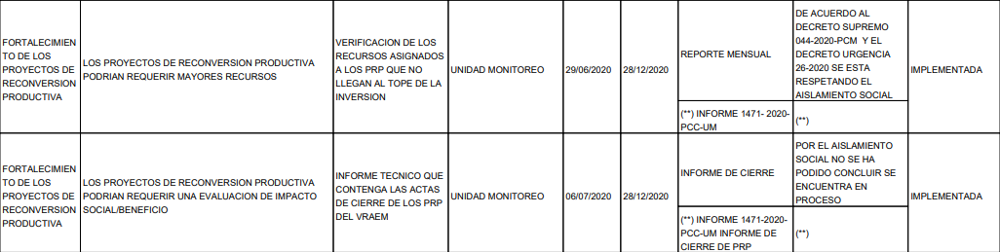 FORTALECIMIEN
TO DE LOS
PROYECTOS DE
RECONVERSION
PRODUCTIVA
LOS PROYECTOS DE RECONVERSION PRODUCTIVA
PODRIAN REQUERIR MAYORES RECURSOS
VERIFICACION DE LOS
RECURSOS ASIGNADOS
A LOS PRP QUE NO
LLEGAN AL TOPE DE LA
INVERSION
UNIDAD MONITOREO
29/06/2020
28/12/2020
REPORTE MENSUAL
DE ACUERDO AL
DECRETO SUPREMO
044-2020-PCM Y EL
DECRETO URGENCIA
26-2020 SE ESTA
RESPETANDO EL
AISLAMIENTO SOCIAL
IMPLEMENTADA
(**) INFORME 1471- 2020-
PCC-UM
(**)
FORTALECIMIEN
TO DE LOS
PROYECTOS DE
RECONVERSION
PRODUCTIVA
LOS PROYECTOS DE RECONVERSION PRODUCTIVA
PODRIAN REQUERIR UNA EVALUACION DE IMPACTO
SOCIAL/BENEFICIO
INFORME TECNICO QUE
CONTENGA LAS ACTAS
DE CIERRE DE LOS PRP
DEL VRAEM
UNIDAD MONITOREO
06/07/2020
28/12/2020
INFORME DE CIERRE
POR EL AISLAMIENTO
SOCIAL NO SE HA
PODIDO CONCLUIR SE
ENCUENTRA EN
PROCESO
IMPLEMENTADA
(**) INFORME 1471-2020-
PCC-UM INFORME DE
CIERRE DE PRP
(**)